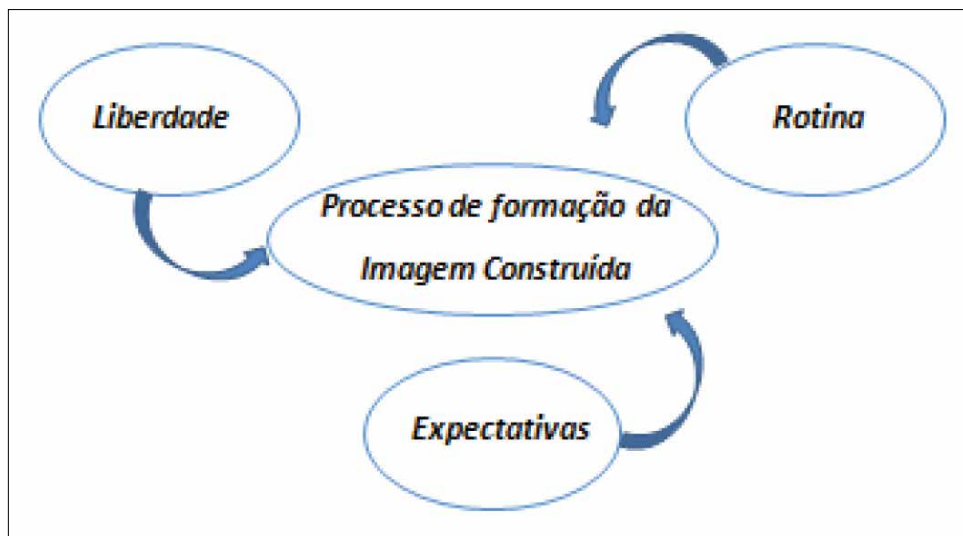 Liberdade
Rotina
Processo de formação da
Imagem Construída
Expectativas